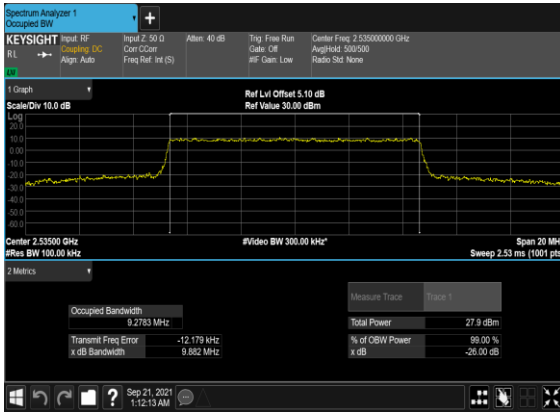 Spectrum Analyzer 1
Occupied BW
KEYSIGHT Input: RF Input Z: 50 Ω Atten: 40 dB Trig: Free Run Center Freq: 2.535000000 GHz
RL Coupling: DC Corr CCorr Gate: Off Avg|Hold: 500/500
Align: Auto Freq Ref: Int (S) #IF Gain: Low Radio Std: None
1 Graph
Ref Lvl Offset 5.10 dB
Scale/Div 10.0 dB Ref Value 30.00 dBm
Log
20.0
10.0
0.00
-10.0
-20.0
-30.0
-40.0
-50.0
-60.0
Center 2.53500 GHz #Video BW 300.00 kHz* Span 20 MH
#Res BW 100.00 kHz Sweep 2.53 ms (1001 pts
2 Metrics
Measure Trace Trace 1
Occupied Bandwidth
9.2783 MHz Total Power 27.9 dBm
Transmit Freq Error -12.179 kHz % of OBW Power 99.00 %
x dB Bandwidth 9.882 MHz x dB -26.00 dB
Sep 21, 2021
1:12:13 AM